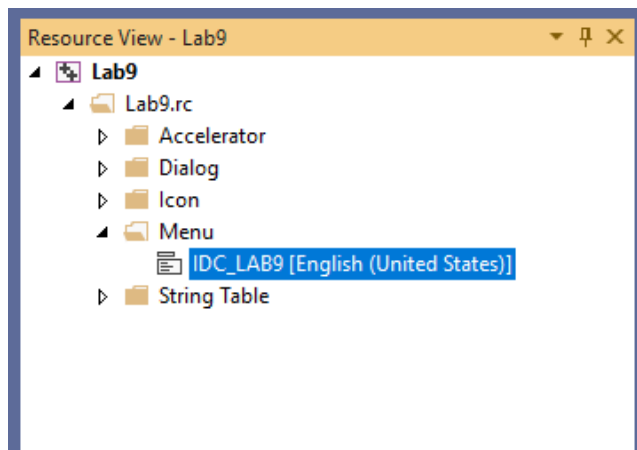 Resource View - Lab9
Lab9
Lab9.rc
Accelerator
Dialog
Icon
Menu
IDC_LAB9 [English (United States)]
String Table